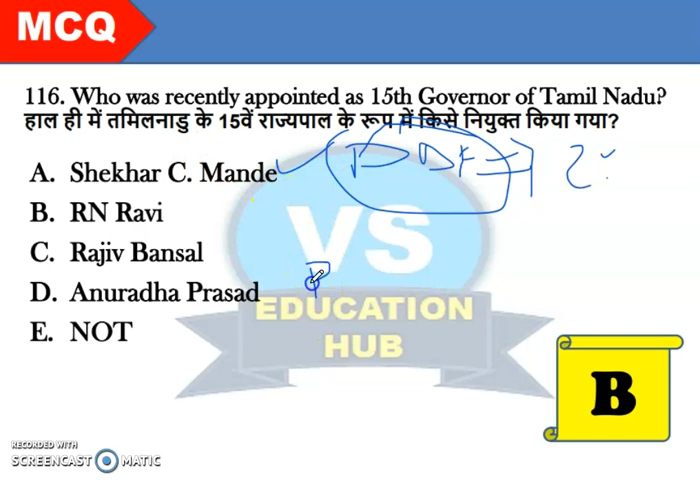 MCQ
116. Who was recently appointed as 15th Governor of Tamil Nadu?
हाल ही में तमिलनाडु के 15वें राज्यपाल के रूप में किसे नियुक्त किया गया?
A. Shekhar C. Mande
B. RN Ravi
C. Rajiv Bansal
D. Anuradha Prasad
E. NOT
VS
EDUCATION
HUB
B
RECORDED WITH
SCREENCAST MATIC